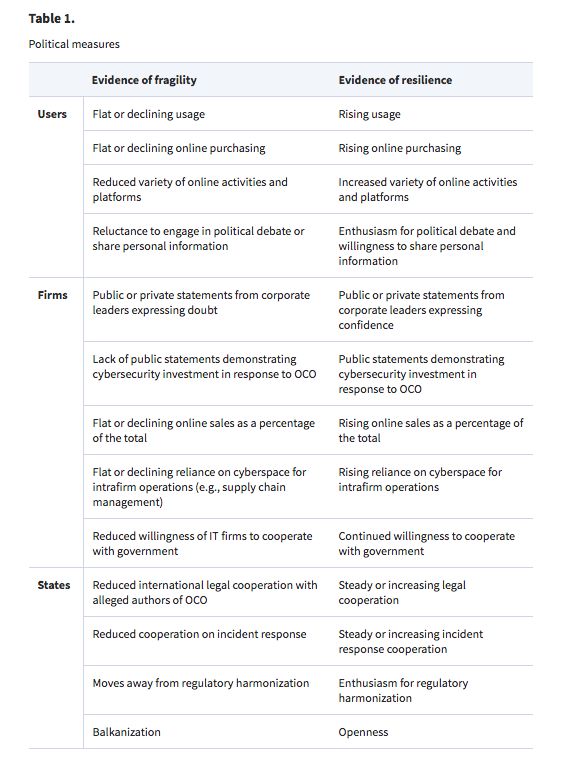 Table 1.
Political measures
Evidence of fragility
Evidence of resilience
Users
Flat or declining usage
Rising usage
Flat or declining online purchasing
Rising online purchasing
Reduced variety of online activities and
platforms
Increased variety of online activities
and platforms
Reluctance to engage in political debate or
share personal information
Enthusiasm for political debate and
willingness to share personal
information
Firms
Public or private statements from corporate
leaders expressing doubt
Public or private statements from
corporate leaders expressing
confidence
Lack of public statements demonstrating
cybersecurity investment in response to OCO
Public statements demonstrating
cybersecurity investment in
response to OCO
Flat or declining online sales as a percentage
of the total
Rising online sales as a percentage of
the total
Flat or declining reliance on cyberspace for
intrafirm operations (e.g., supply chain
management)
Rising reliance on cyberspace for
intrafirm operations
Reduced willingness of IT firms to cooperate
with government
Continued willingness to cooperate
with government
States
Reduced international legal cooperation with
alleged authors of OCO
Steady or increasing legal
cooperation
Reduced cooperation on incident response
Steady or increasing incident
response cooperation
Moves away from regulatory harmonization
Enthusiasm for regulatory
harmonization
Balkanization
Openness